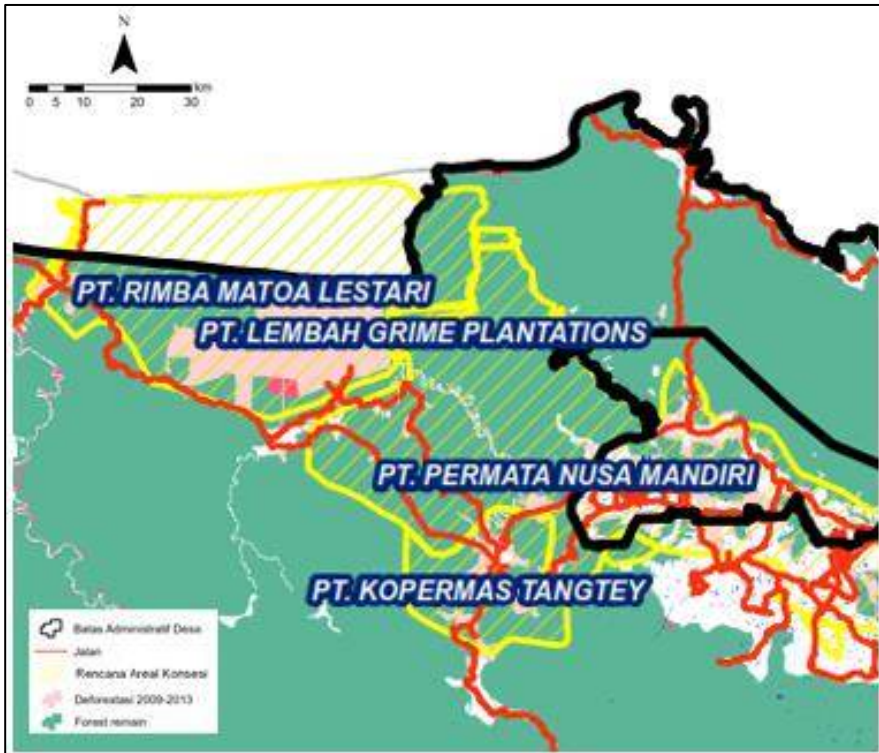 N
km
0 5 10 20 30
PT. RIMBA MATOA LESTARI
PT. LEMBAH GRIME PLANTATIONS
PT. PERMATA NUSA MANDIRI
PT. KOPERMAS TANGTEY
Batas Administratif Desa
Jalan
Rencana Areal Konsesi
Deforestasi 2009-2013
Forest remain